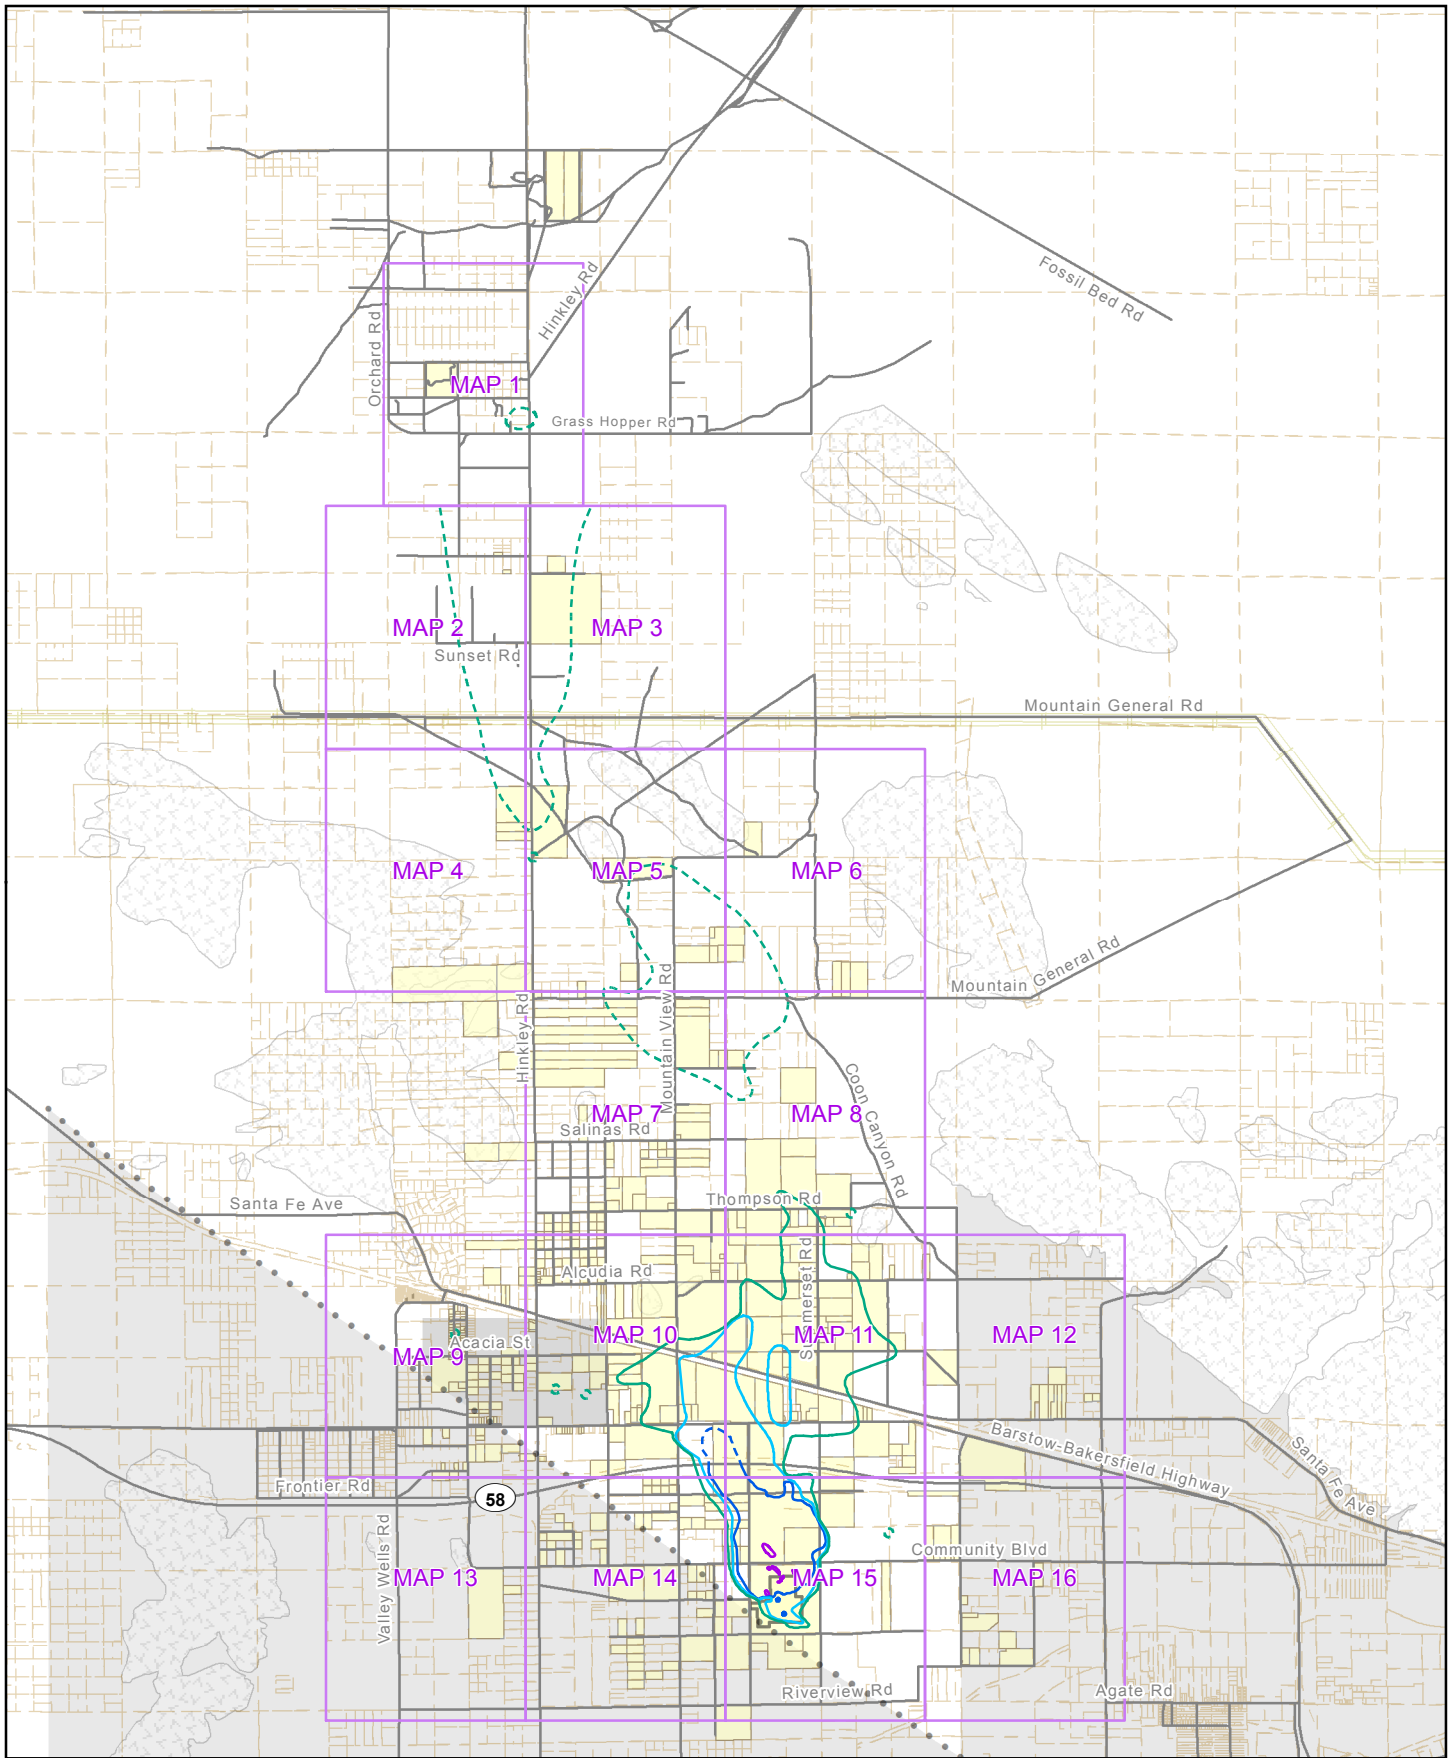 Fossil Bed Rd
Hinkley Rd
Orchard Rd
MAP 1
Grass Hopper Rd
MAP 2
MAP 3
Sunset Rd
Mountain General Rd
MAP 4
MAP 5
MAP 6
Mountain General Rd
Hinkley Rd
Mountain View Rd
Coon Canyon Rd
MAP 7
MAP 8
Salinas Rd
Santa Fe Ave
Thompson Rd
Summerset Rd
Alcudia Rd
MAP 10
MAP 11
MAP 12
Acacia St
MAP 9
Barstow-Bakersfield Highway
Santa Fe Ave
Frontier Rd
58
Valley Wells Rd
Community Blvd
MAP 13
MAP 14
MAP 15
MAP 16
Riverview Rd
Agate Rd